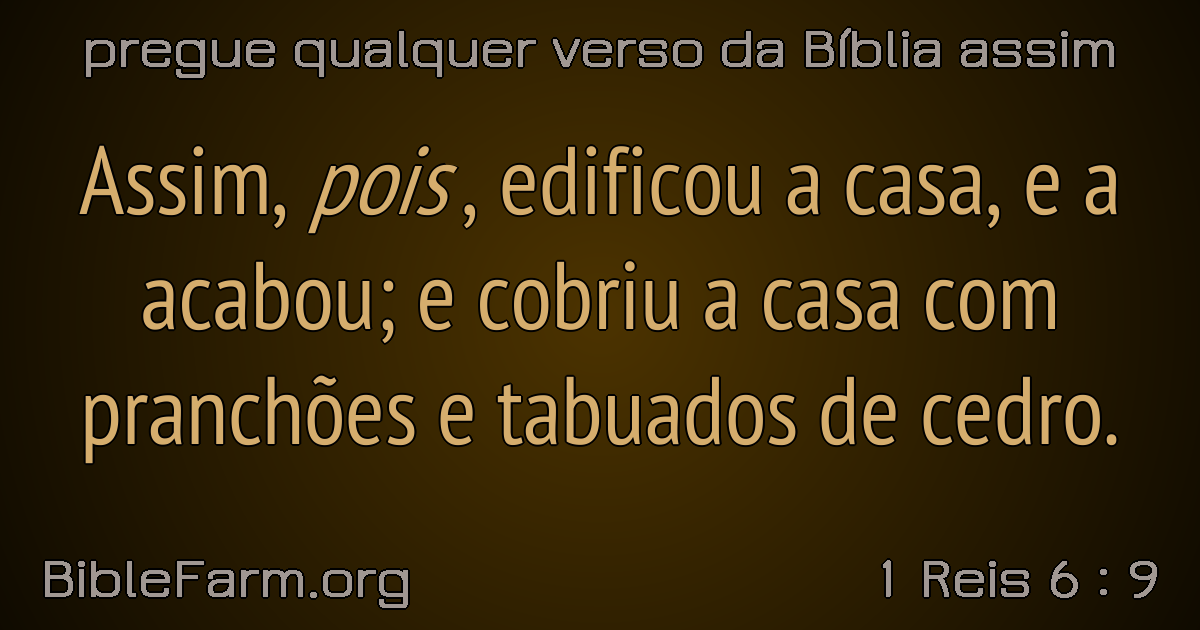 pregue qualquer verso da Bíblia assim
Assim, pois, edificou a casa, e a
acabou; e cobriu a casa com
pranchões e tabuados de cedro.
BibleFarm.org
1 Reis 6 : 9